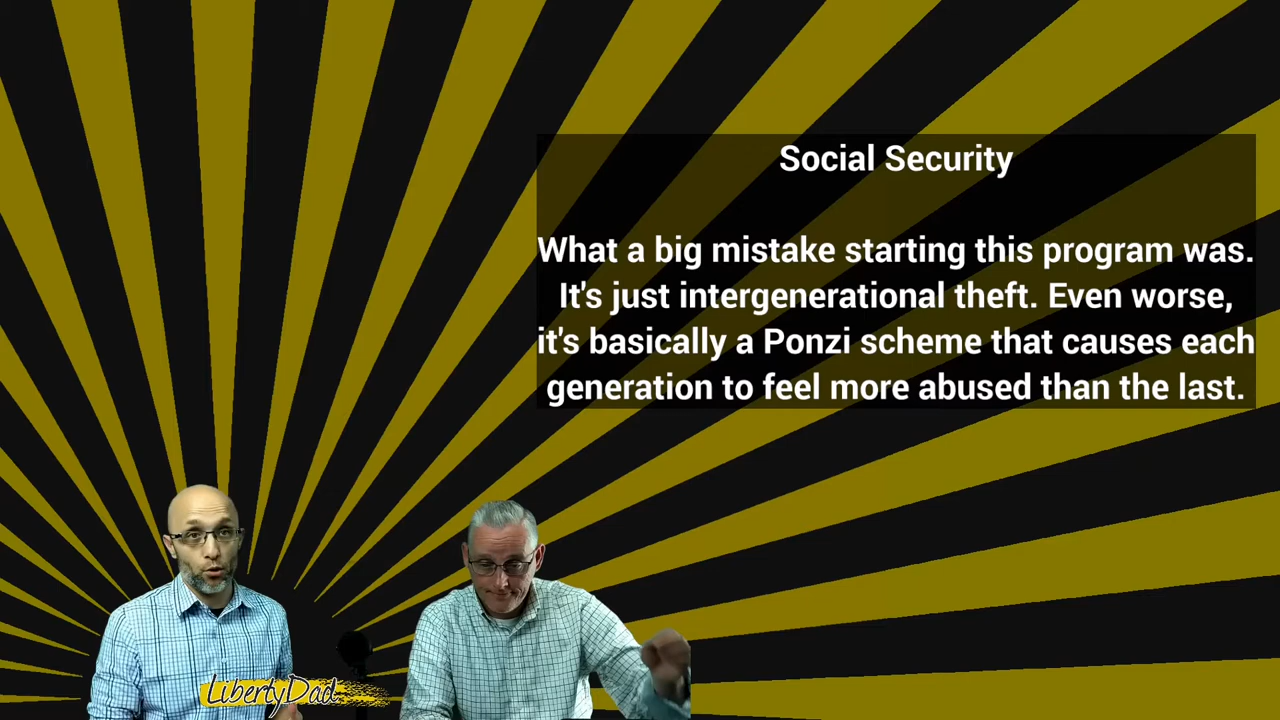 Social Security
What a big mistake starting this program was.
It's just intergenerational theft. Even worse,
it's basically a Ponzi scheme that causes each
generation to feel more abused than the last.
LibertyDad